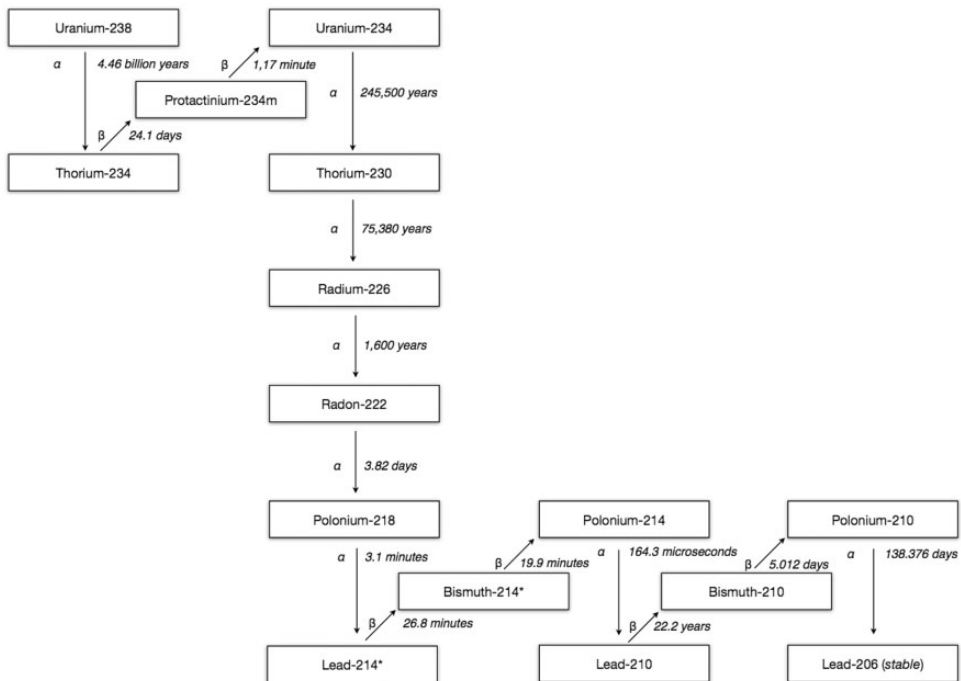 Uranium-238
Uranium-234
α 4.46 billion years
β 1,17 minute
Protactinium-234m
α 245,500 years
β 24.1 days
Thorium-234
Thorium-230
α 75,380 years
Radium-226
α 1,600 years
Radon-222
α 3.82 days
Polonium-218
Polonium-214
Polonium-210
α 3.1 minutes
β 19.9 minutes
α 164.3 microseconds
β 5.012 days
α 138.376 days
Bismuth-214*
Bismuth-210
β 26.8 minutes
β 22.2 years
Lead-214*
Lead-210
Lead-206 (stable)